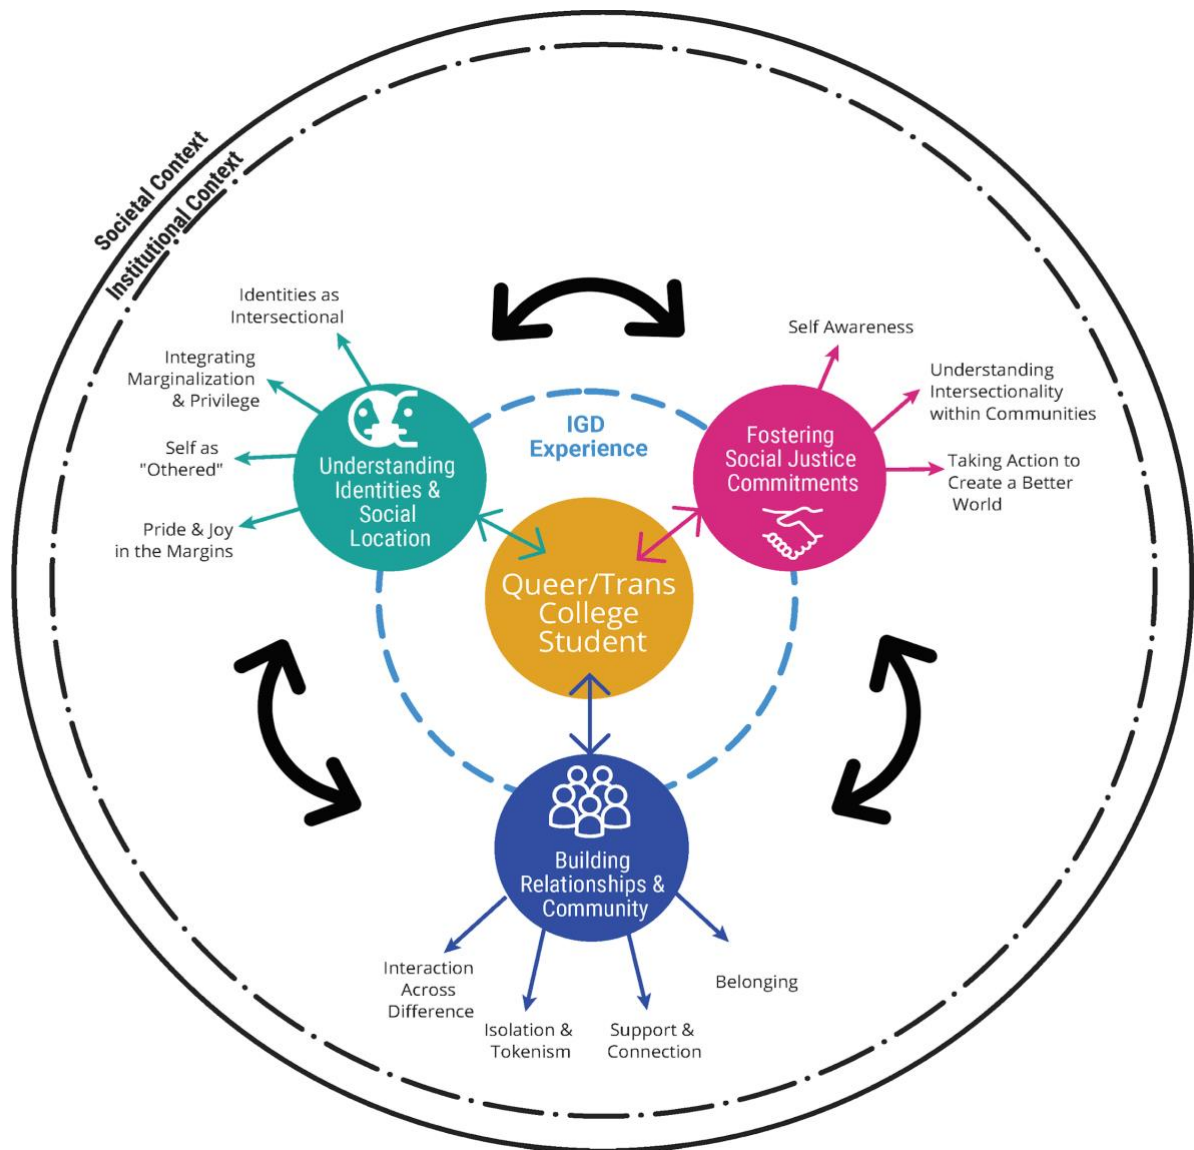 Societal Context
Institutional Context
Identities as
Intersectional
Integrating
Marginalization
& Privilege
Self as
"Othered"
Pride & Joy
in the Margins
Understanding
Identities &
Social
Location
IGD
Experience
Fostering
Social Justice
Commitments
Self Awareness
Understanding
Intersectionality
within Communities
Taking Action to
Create a Better
World
Queer/Trans
College
Student
Building
Relationships &
Community
Interaction
Across
Difference
Isolation &
Tokenism
Support &
Connection
Belonging